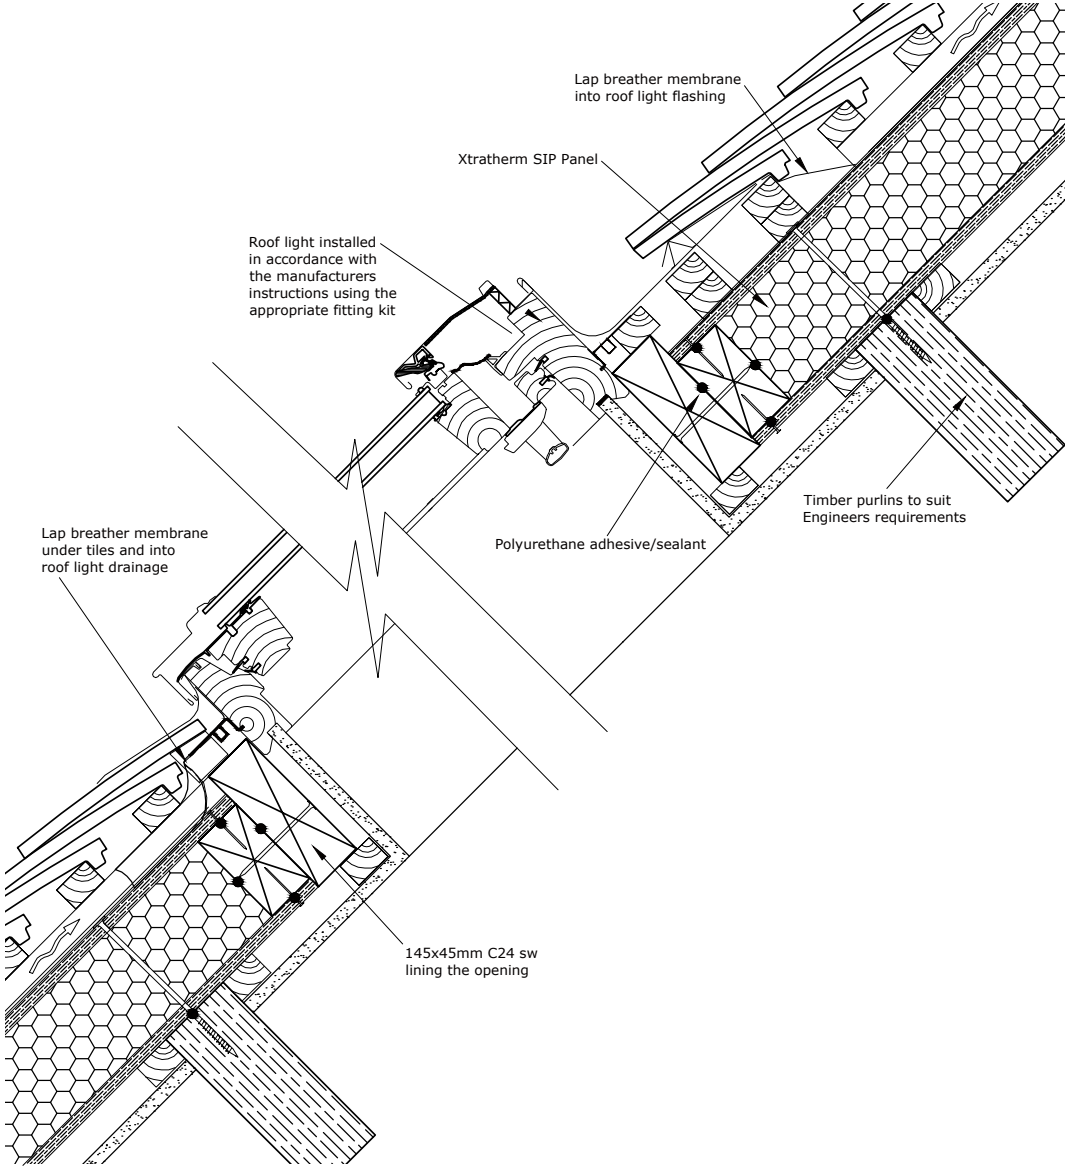 Lap breather membrane
into roof light flashing
Xtratherm SIP Panel
Roof light installed
in accordance with
the manufacturers
instructions using the
appropriate fitting kit
Timber purlins to suit
Engineers requirements
Polyurethane adhesive/sealant
Lap breather membrane
under tiles and into
roof light drainage
145x45mm C24 sw
lining the opening